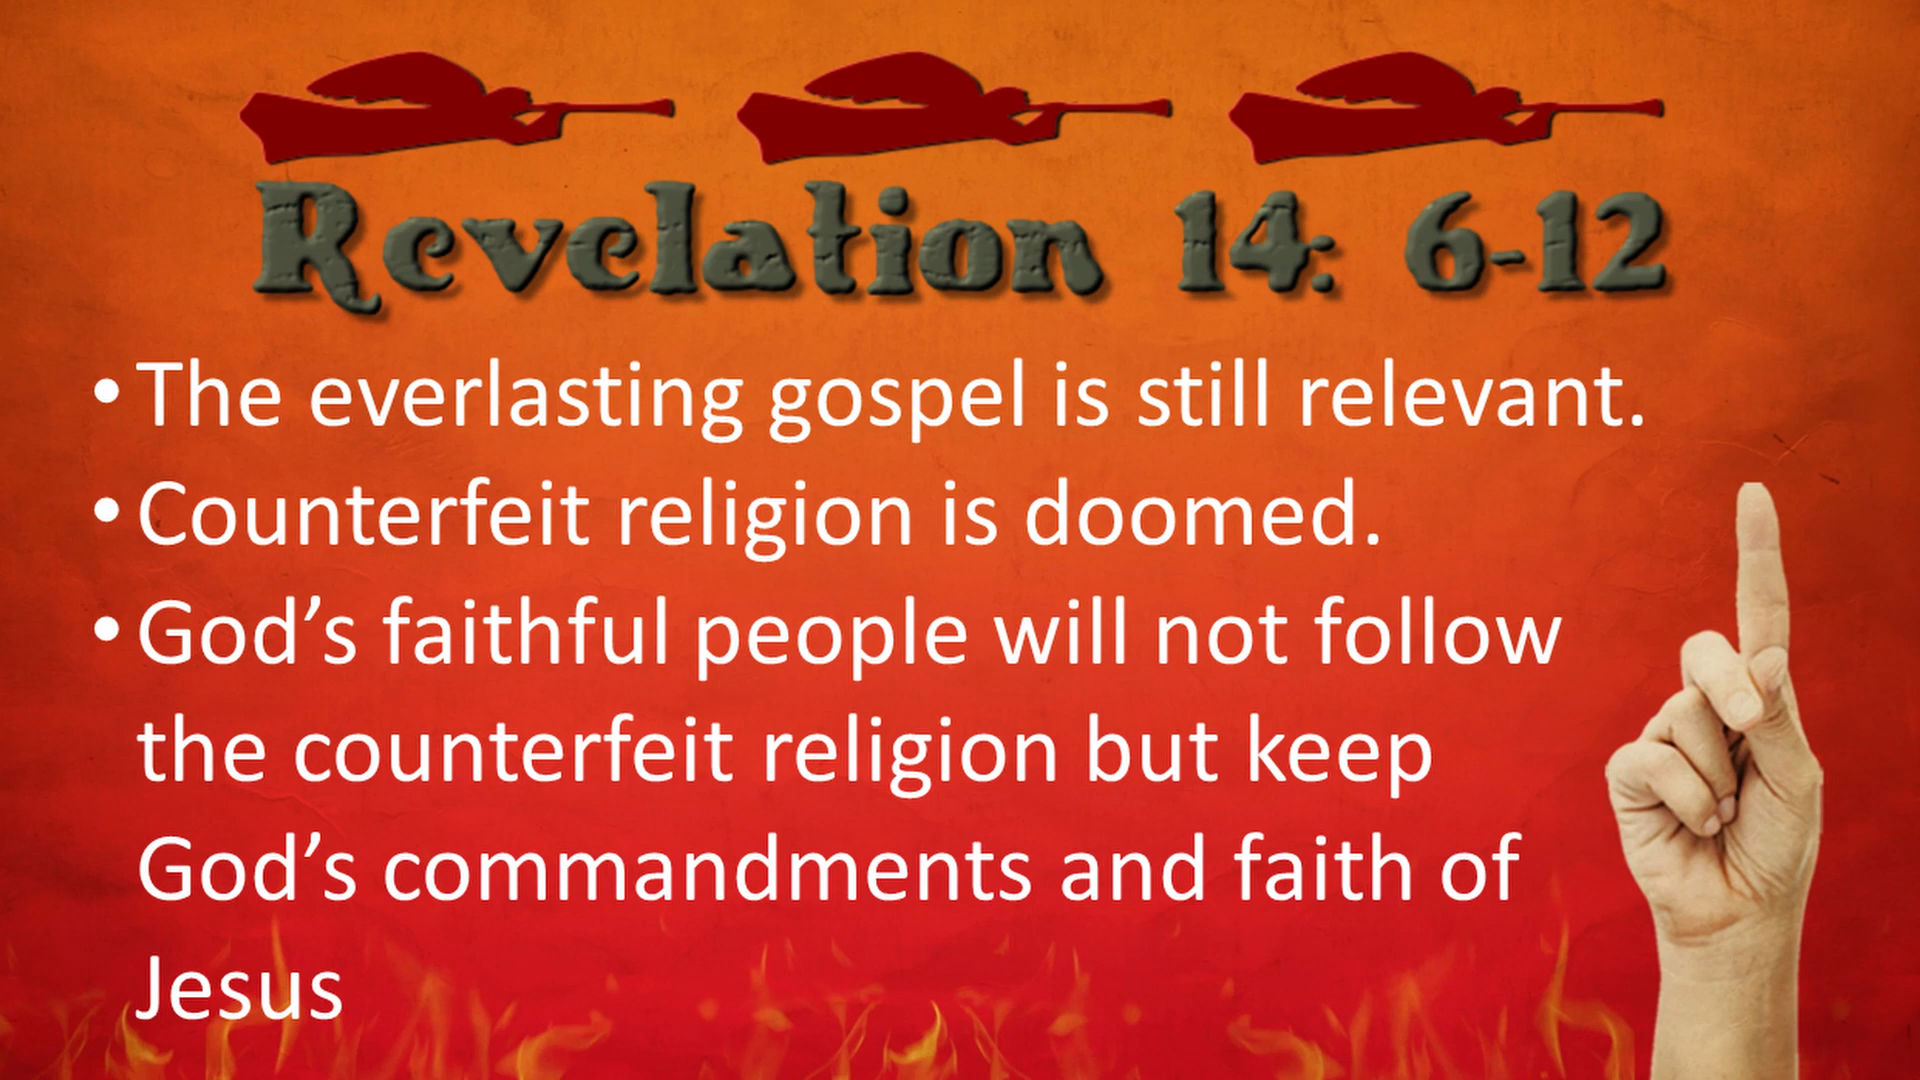 Revelation 14: 6-12
• The everlasting gospel is still relevant.
• Counterfeit religion is doomed.
• God’s faithful people will not follow
the counterfeit religion but keep
God’s commandments and faith of
Jesus